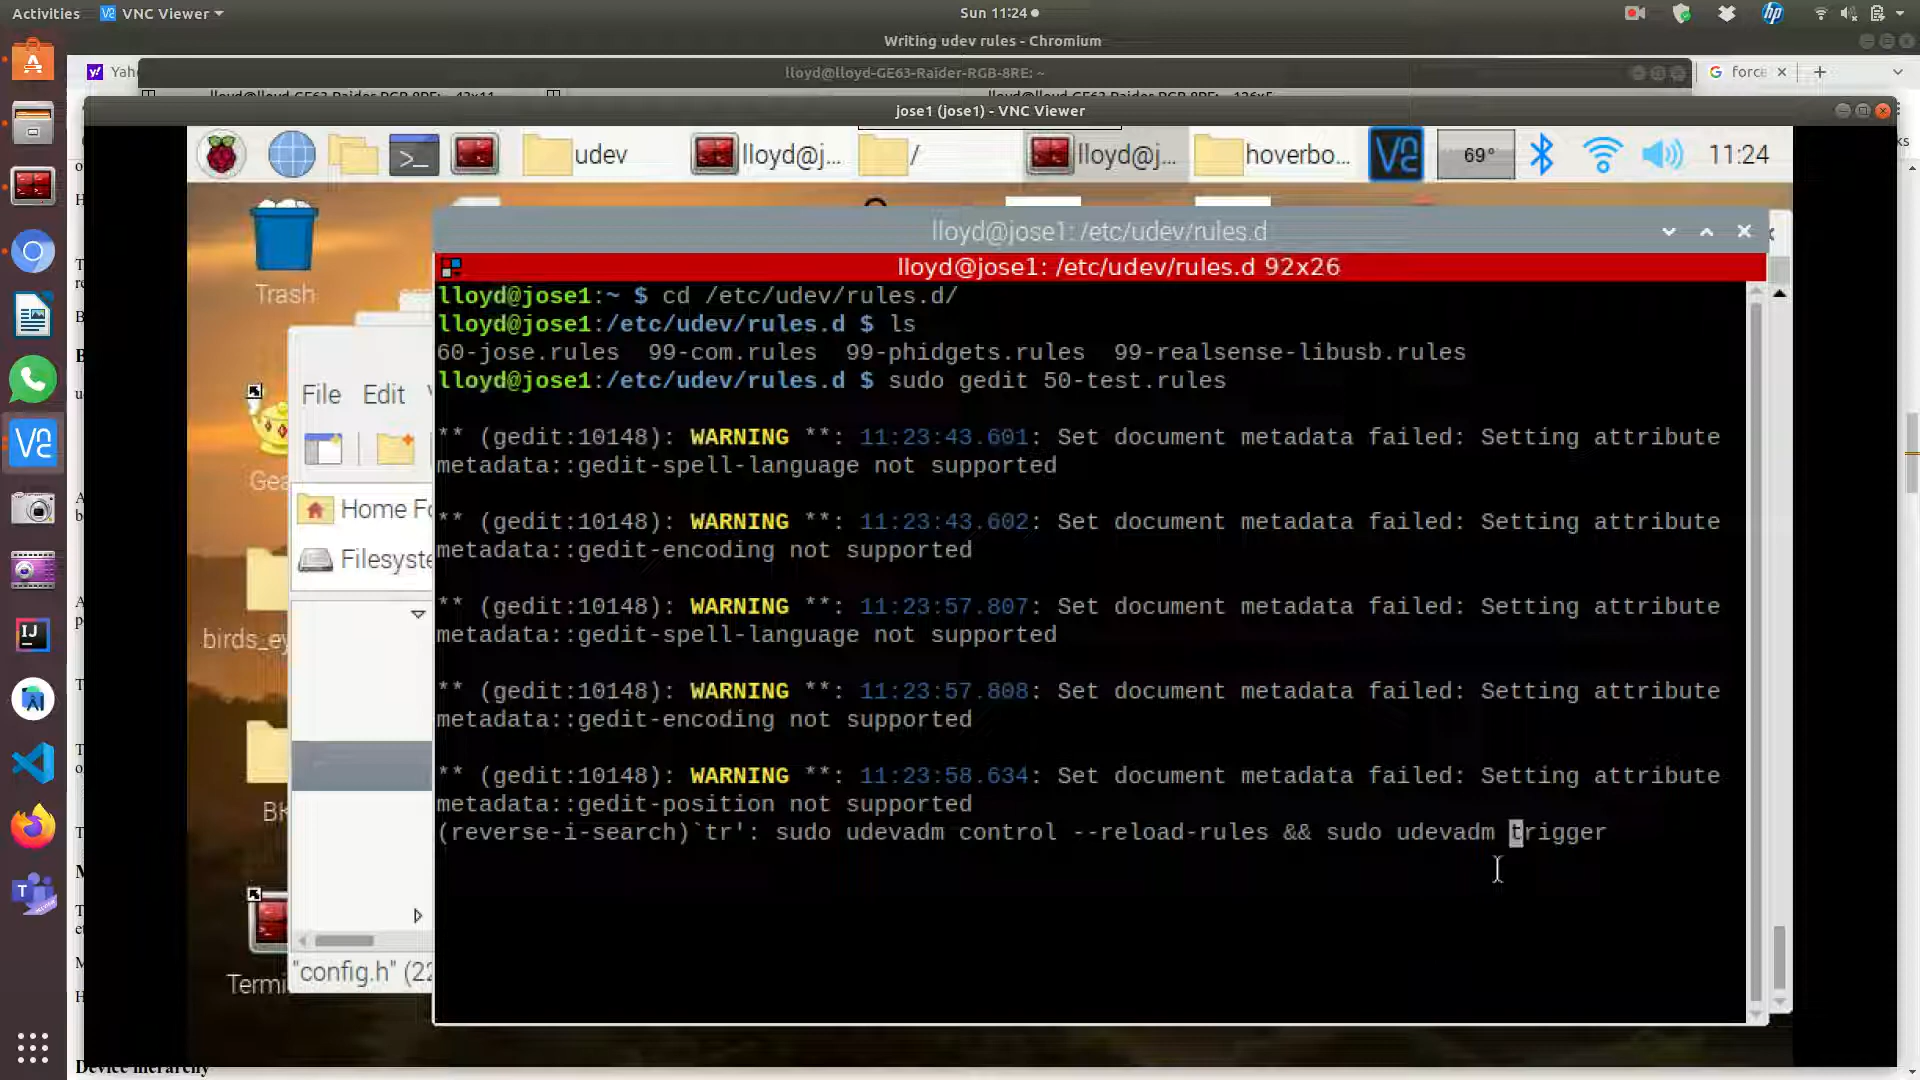 Activities
VNC Viewer
Sun 11:24
Writing udev rules - Chromium
lloyd@lloyd-GE63-Raider-RGB-8RE: ~
force
jose1 (jose1) - VNC Viewer
udev
lloyd@j...
/
lloyd@j...
hoverbo...
69°
11:24
lloyd@jose1: /etc/udev/rules.d
lloyd@jose1: /etc/udev/rules.d 92x26
lloyd@jose1:~ $ cd /etc/udev/rules.d/
lloyd@jose1:/etc/udev/rules.d $ ls
60-jose.rules 99-com.rules 99-phidgets.rules 99-realsense-libusb.rules
lloyd@jose1:/etc/udev/rules.d $ sudo gedit 50-test.rules
** (gedit:10148): WARNING **: 11:23:43.601: Set document metadata failed: Setting attribute
metadata::gedit-spell-language not supported
** (gedit:10148): WARNING **: 11:23:43.602: Set document metadata failed: Setting attribute
metadata::gedit-encoding not supported
** (gedit:10148): WARNING **: 11:23:57.807: Set document metadata failed: Setting attribute
metadata::gedit-spell-language not supported
** (gedit:10148): WARNING **: 11:23:57.808: Set document metadata failed: Setting attribute
metadata::gedit-encoding not supported
** (gedit:10148): WARNING **: 11:23:58.634: Set document metadata failed: Setting attribute
metadata::gedit-position not supported
(reverse-i-search)`tr': sudo udevadm control --reload-rules && sudo udevadm trigger
Trash
File Edit
Home Fo
Filesyste
birds_ey
"config.h" (22
Termi
Device hierarchy